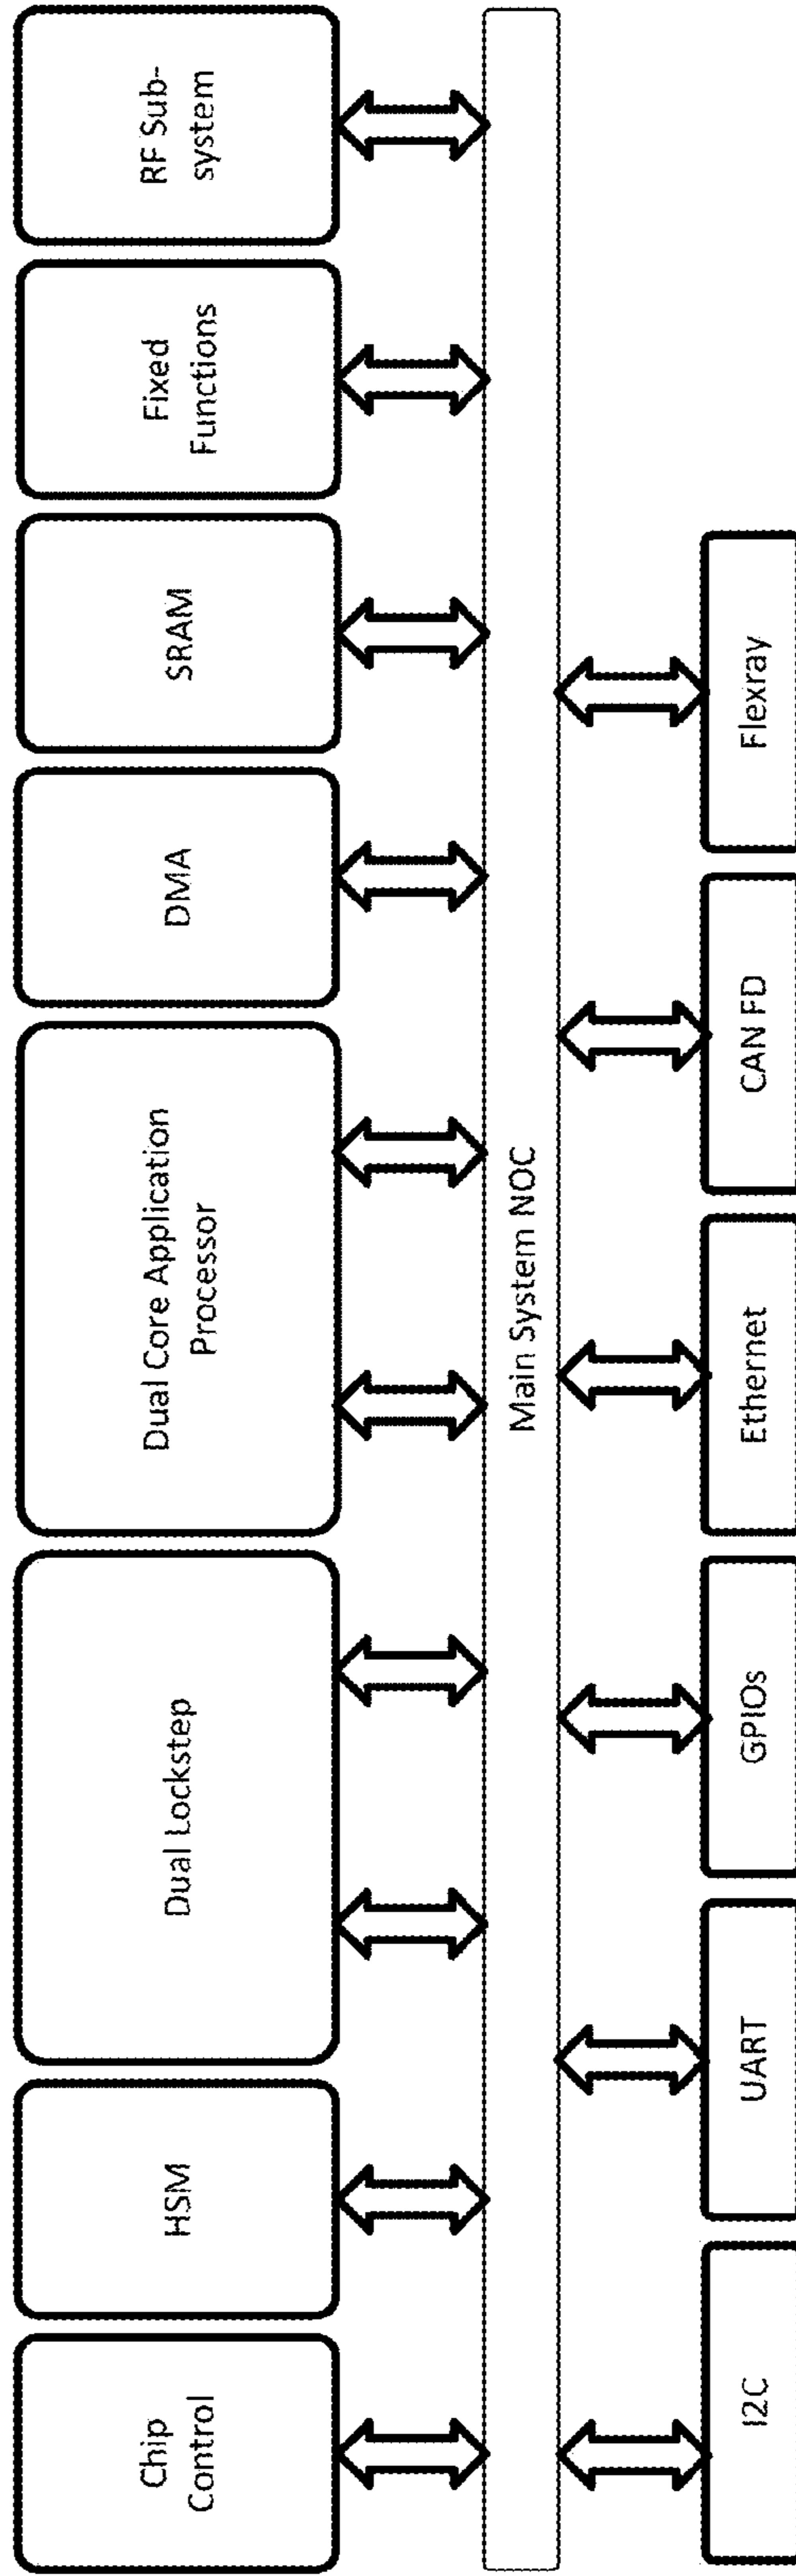 Chip
Control
HSM
Dual Lockstep
Dual Core Application
Processor
DMA
SRAM
Fixed
Functions
RF Sub-
system
Main System NOC
I2C
UART
GPIOs
Ethernet
CAN FD
Flexray